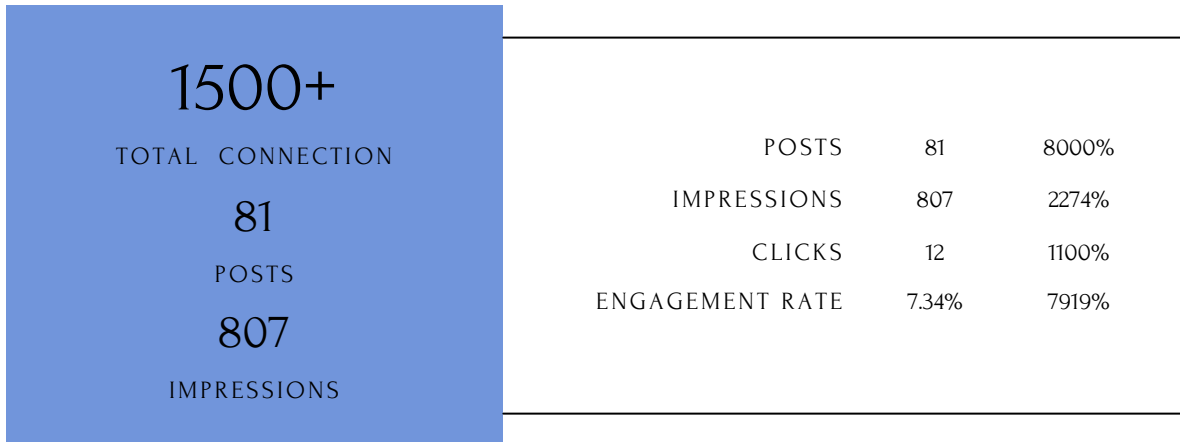 1500+
TOTAL CONNECTION
81
POSTS
807
IMPRESSIONS
POSTS 81 8000%
IMPRESSIONS 807 2274%
CLICKS 12 1100%
ENGAGEMENT RATE 7.34% 7919%